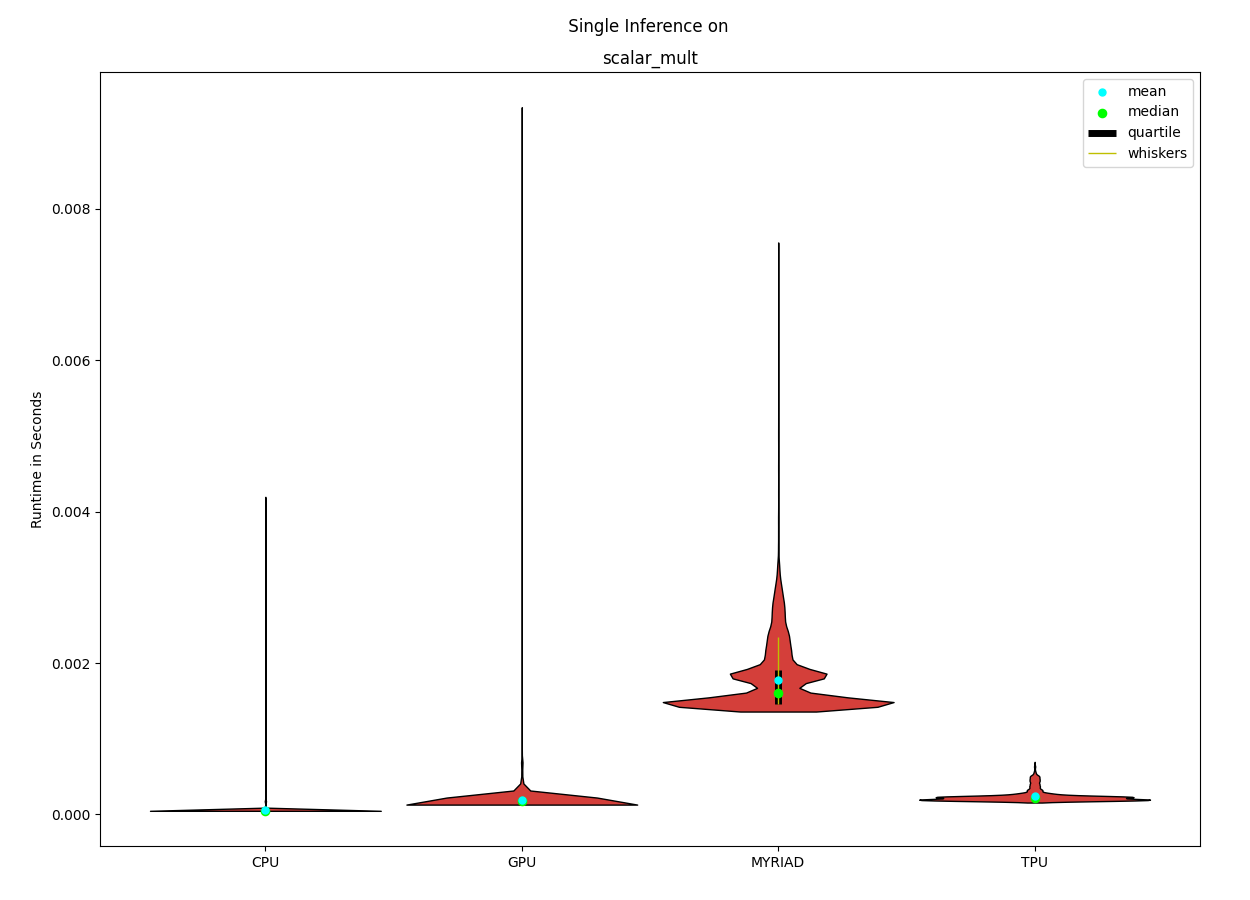 Single Inference on
scalar_mult
mean
median
quartile
whiskers
0.008
0.006
0.004
0.002
0.000
Runtime in Seconds
CPU
GPU
MYRIAD
TPU